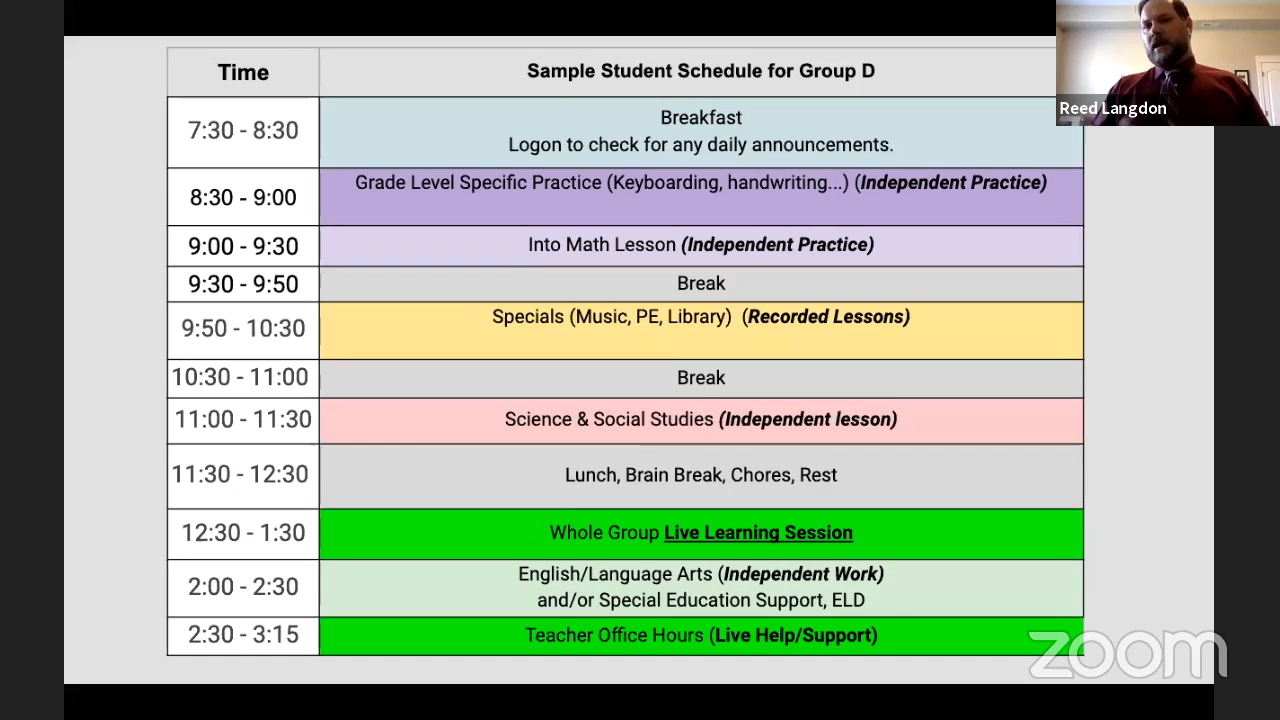 Time
Sample Student Schedule for Group D
7:30 - 8:30
Breakfast
Logon to check for any daily announcements.
8:30 - 9:00
Grade Level Specific Practice (Keyboarding, handwriting...) (Independent Practice)
9:00 - 9:30
Into Math Lesson (Independent Practice)
9:30 - 9:50
Break
9:50 - 10:30
Specials (Music, PE, Library)  (Recorded Lessons)
10:30 - 11:00
Break
11:00 - 11:30
Science & Social Studies (Independent lesson)
11:30 - 12:30
Lunch, Brain Break, Chores, Rest
12:30 - 1:30
Whole Group Live Learning Session
2:00 - 2:30
English/Language Arts (Independent Work)
and/or Special Education Support, ELD
2:30 - 3:15
Teacher Office Hours (Live Help/Support)
Reed Langdon
zoom